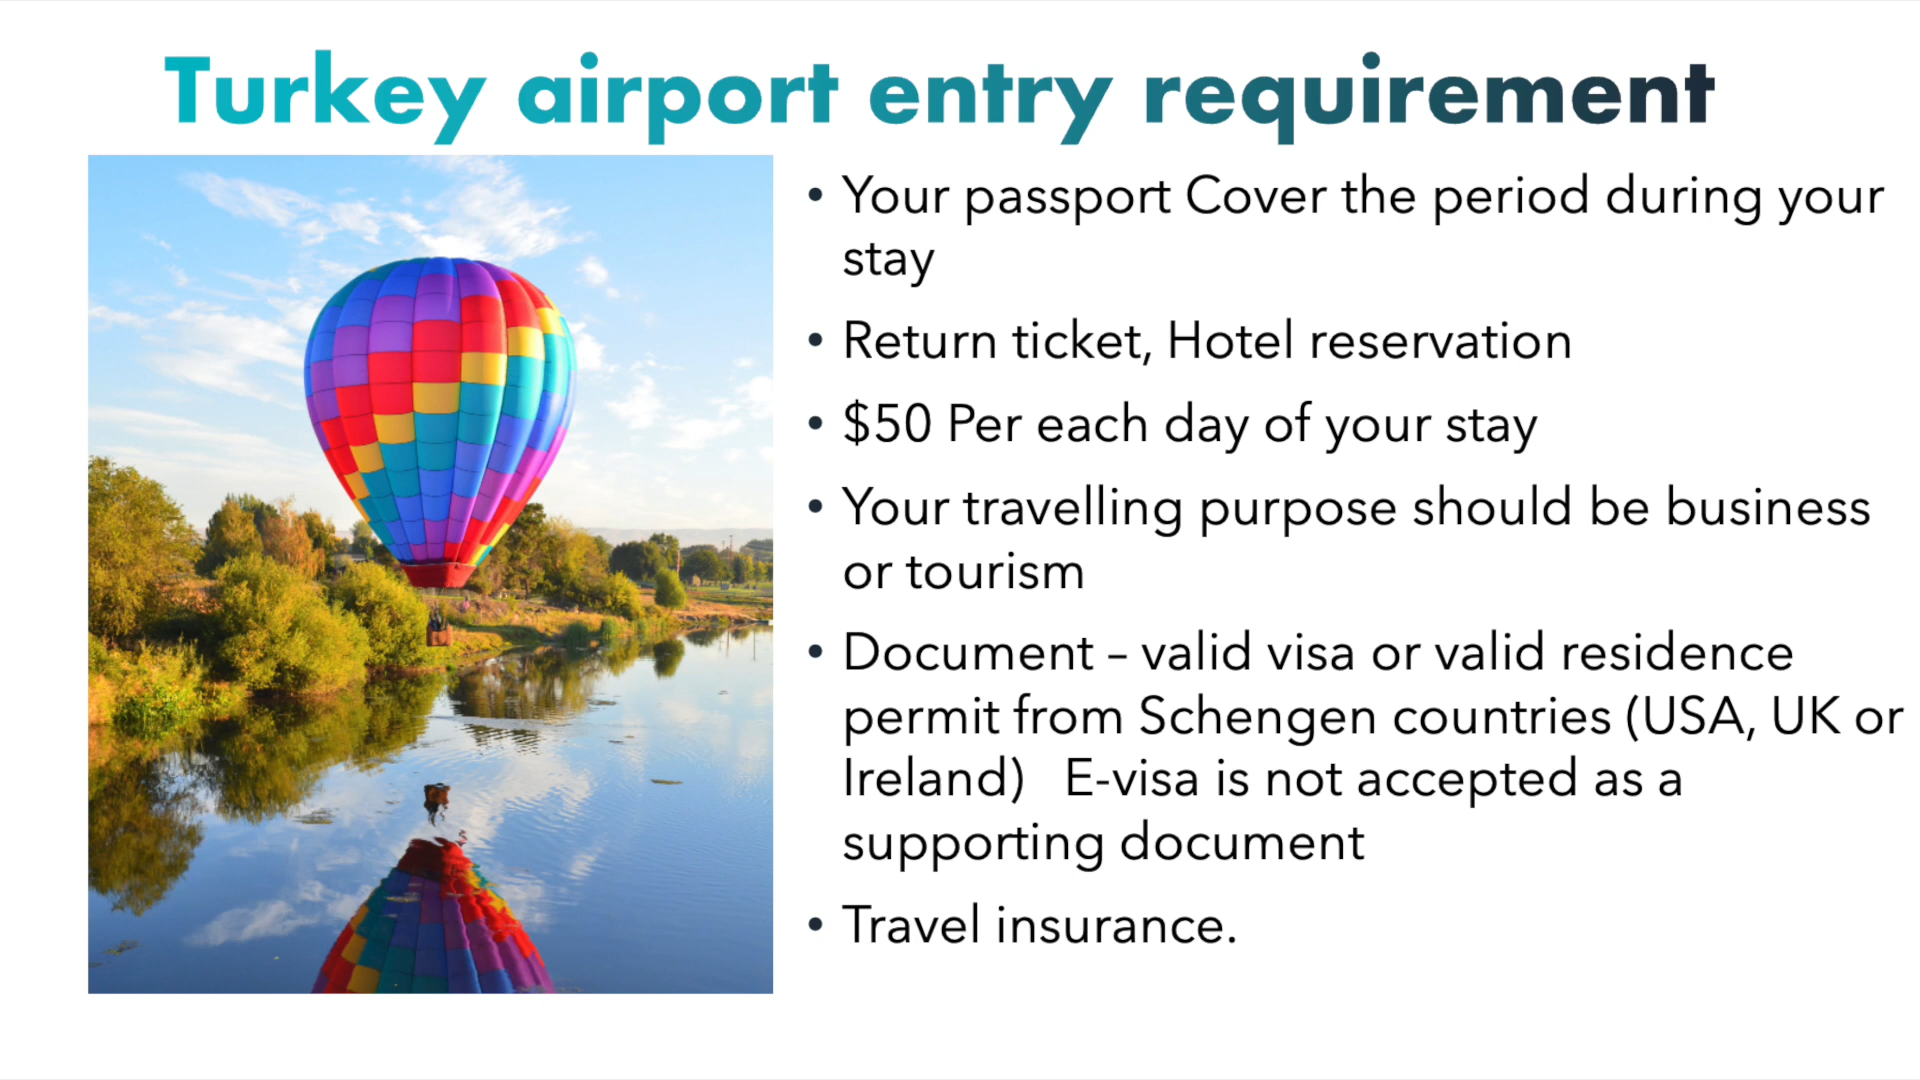 Turkey airport entry requirement
• Your passport Cover the period during your
stay
• Return ticket, Hotel reservation
• $50 Per each day of your stay
• Your travelling purpose should be business
or tourism
• Document – valid visa or valid residence
permit from Schengen countries (USA, UK or
Ireland)   E-visa is not accepted as a
supporting document
• Travel insurance.